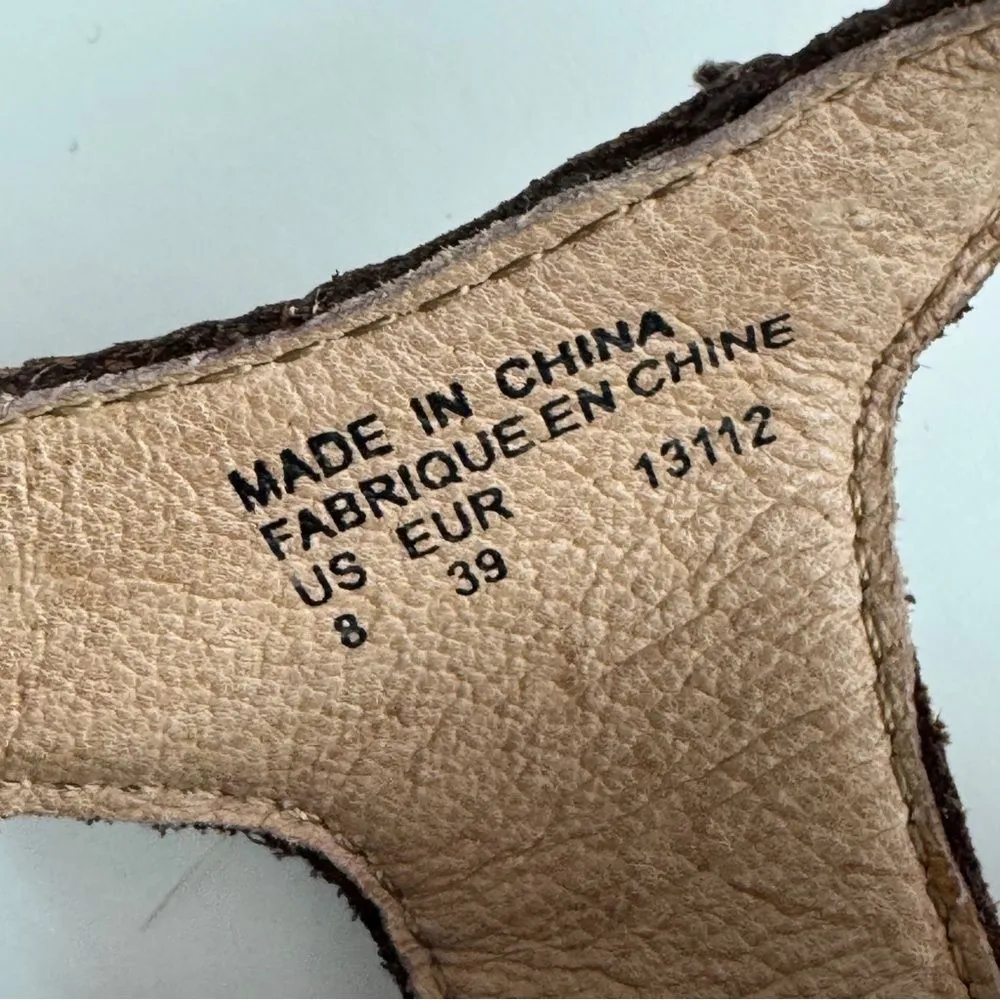 MADE IN CHINA
FABRIQUE EN CHINE
US EUR 13112
8 39